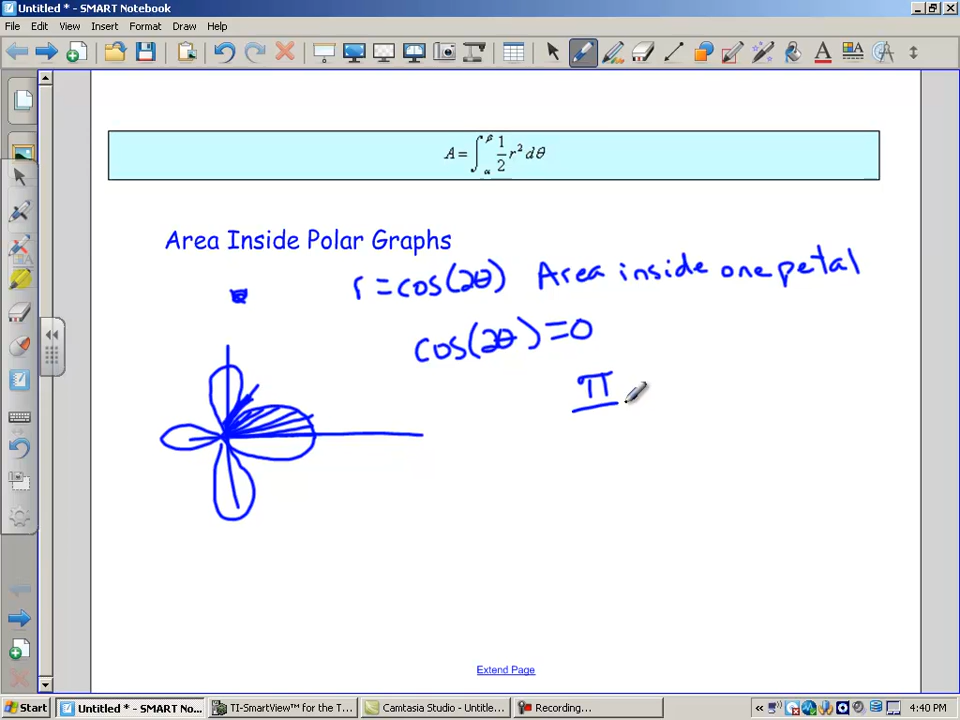 Untitled * - SMART Notebook
File Edit View Insert Format Draw Help
A = ∫ α β 1/2 r² dθ
Area Inside Polar Graphs
r = cos(2θ) Area inside one petal
cos(2θ) = 0
π
Extend Page
Start Untitled * - SMART No... TI-SmartView™ for the T... Camtasia Studio - Untitle... Recording... 4:40 PM